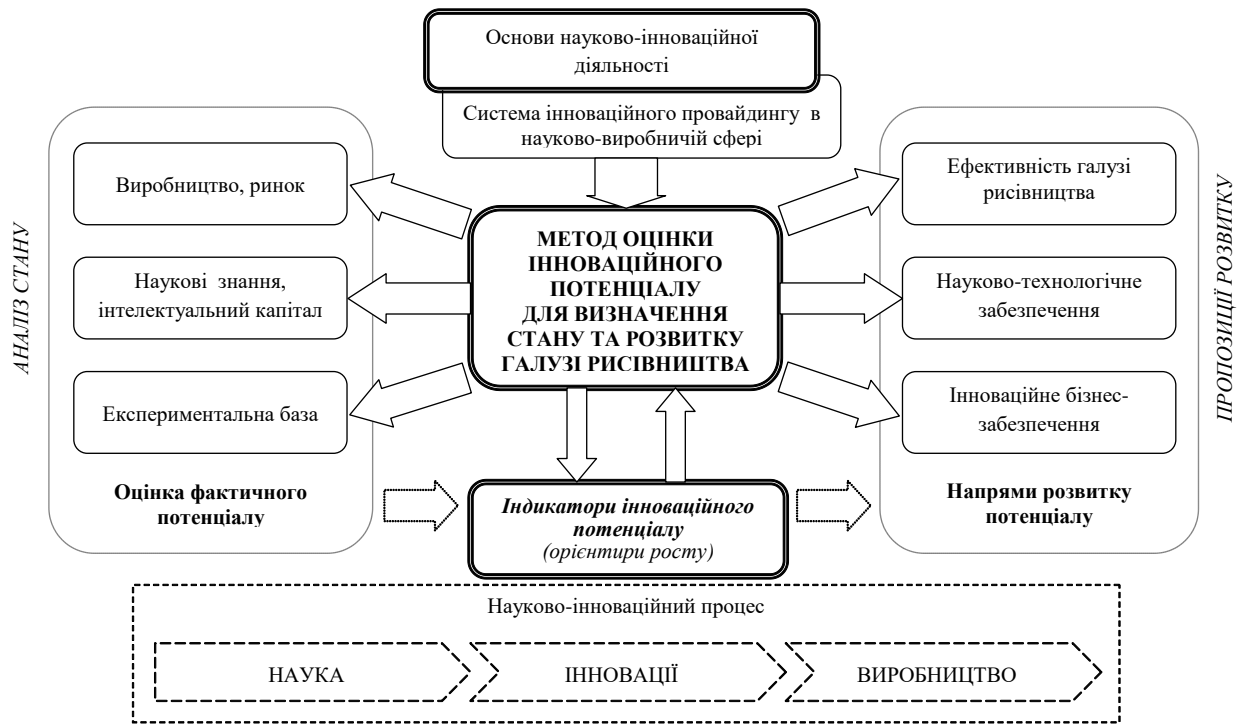 Основи науково-інноваційної
діяльності
Система інноваційного провайдингу в
науково-виробничій сфері
АНАЛІЗ СТАНУ
Виробництво, ринок
Наукові знання,
інтелектуальний капітал
Експериментальна база
Оцінка фактичного
потенціалу
МЕТОД ОЦІНКИ
ІННОВАЦІЙНОГО
ПОТЕНЦІАЛУ
ДЛЯ ВИЗНАЧЕННЯ
СТАНУ ТА РОЗВИТКУ
ГАЛУЗІ РИСІВНИЦТВА
Індикатори інноваційного
потенціалу
(орієнтири росту)
Ефективність галузі
рисівництва
Науково-технологічне
забезпечення
Інноваційне бізнес-
забезпечення
Напрями розвитку
потенціалу
ПРОПОЗИЦІЇ РОЗВИТКУ
Науково-інноваційний процес
НАУКА
ІННОВАЦІЇ
ВИРОБНИЦТВО